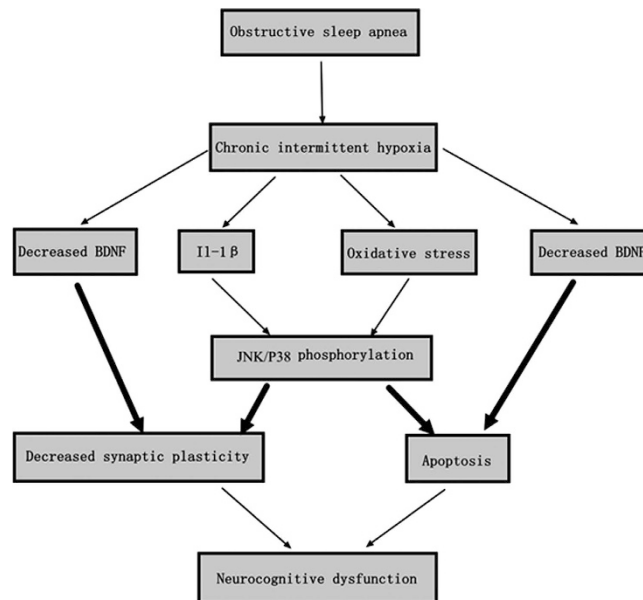 Obstructive sleep apnea
Chronic intermittent hypoxia
Decreased BDNF
Il-1β
Oxidative stress
Decreased BDNF
JNK/P38 phosphorylation
Decreased synaptic plasticity
Apoptosis
Neurocognitive dysfunction